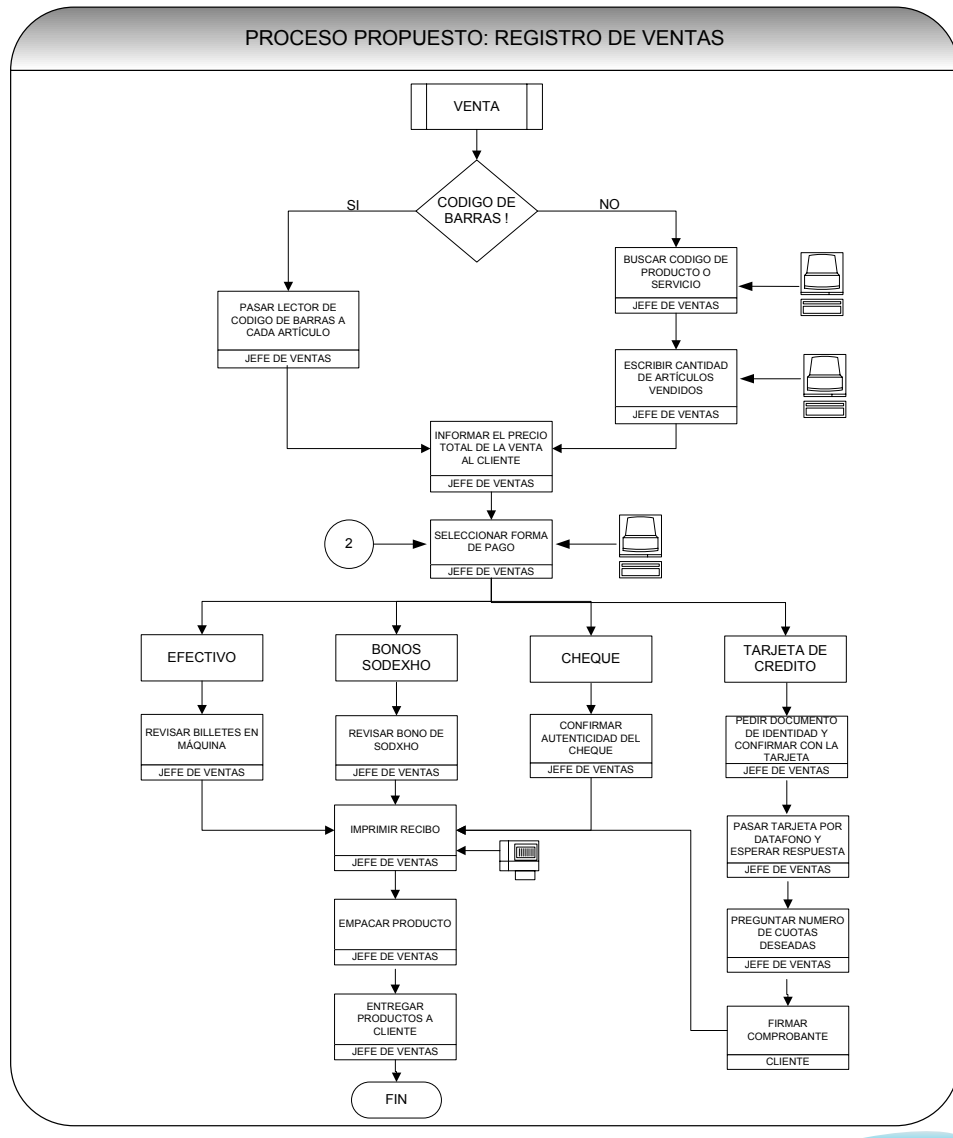 PROCESO PROPUESTO: REGISTRO DE VENTAS
VENTA
CODIGO DE
BARRAS !
SI
NO
BUSCAR CODIGO DE
PRODUCTO O
SERVICIO
JEFE DE VENTAS
PASAR LECTOR DE
CODIGO DE BARRAS A
CADA ARTÍCULO
JEFE DE VENTAS
ESCRIBIR CANTIDAD
DE ARTÍCULOS
VENDIDOS
JEFE DE VENTAS
INFORMAR EL PRECIO
TOTAL DE LA VENTA
AL CLIENTE
JEFE DE VENTAS
2
SELECCIONAR FORMA
DE PAGO
JEFE DE VENTAS
EFECTIVO
BONOS
SODEXHO
CHEQUE
TARJETA DE
CREDITO
REVISAR BILLETES EN
MÁQUINA
JEFE DE VENTAS
REVISAR BONO DE
SODXHO
JEFE DE VENTAS
CONFIRMAR
AUTENTICIDAD DEL
CHEQUE
JEFE DE VENTAS
PEDIR DOCUMENTO
DE IDENTIDAD Y
CONFIRMAR CON LA
TARJETA
JEFE DE VENTAS
IMPRIMIR RECIBO
JEFE DE VENTAS
PASAR TARJETA POR
DATAFONO Y
ESPERAR RESPUESTA
JEFE DE VENTAS
EMPACAR PRODUCTO
JEFE DE VENTAS
PREGUNTAR NUMERO
DE CUOTAS
DESEADAS
JEFE DE VENTAS
ENTREGAR
PRODUCTOS A
CLIENTE
JEFE DE VENTAS
FIRMAR
COMPROBANTE
CLIENTE
FIN